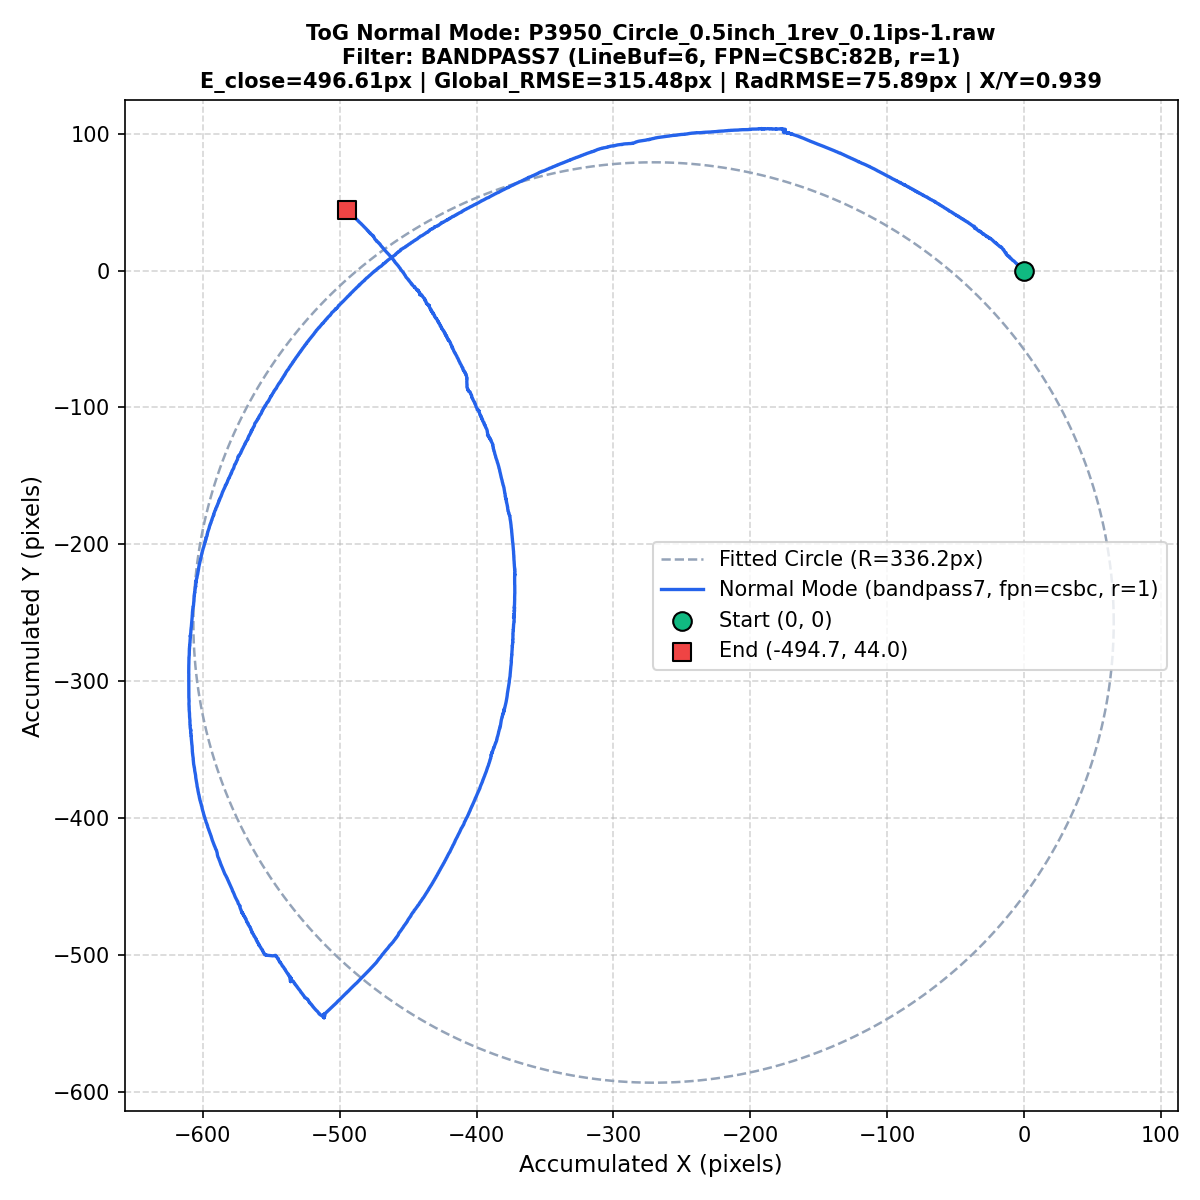 ToG Normal Mode: P3950_Circle_0.5inch_1rev_0.1ips-1.raw
Filter: BANDPASS7 (LineBuf=6, FPN=CSBC:82B, r=1)
E_close=496.61px | Global_RMSE=315.48px | RadRMSE=75.89px | X/Y=0.939
100
0
−100
−200
−300
−400
−500
−600
Accumulated Y (pixels)
Fitted Circle (R=336.2px)
Normal Mode (bandpass7, fpn=csbc, r=1)
Start (0, 0)
End (-494.7, 44.0)
−600 −500 −400 −300 −200 −100 0 100
Accumulated X (pixels)